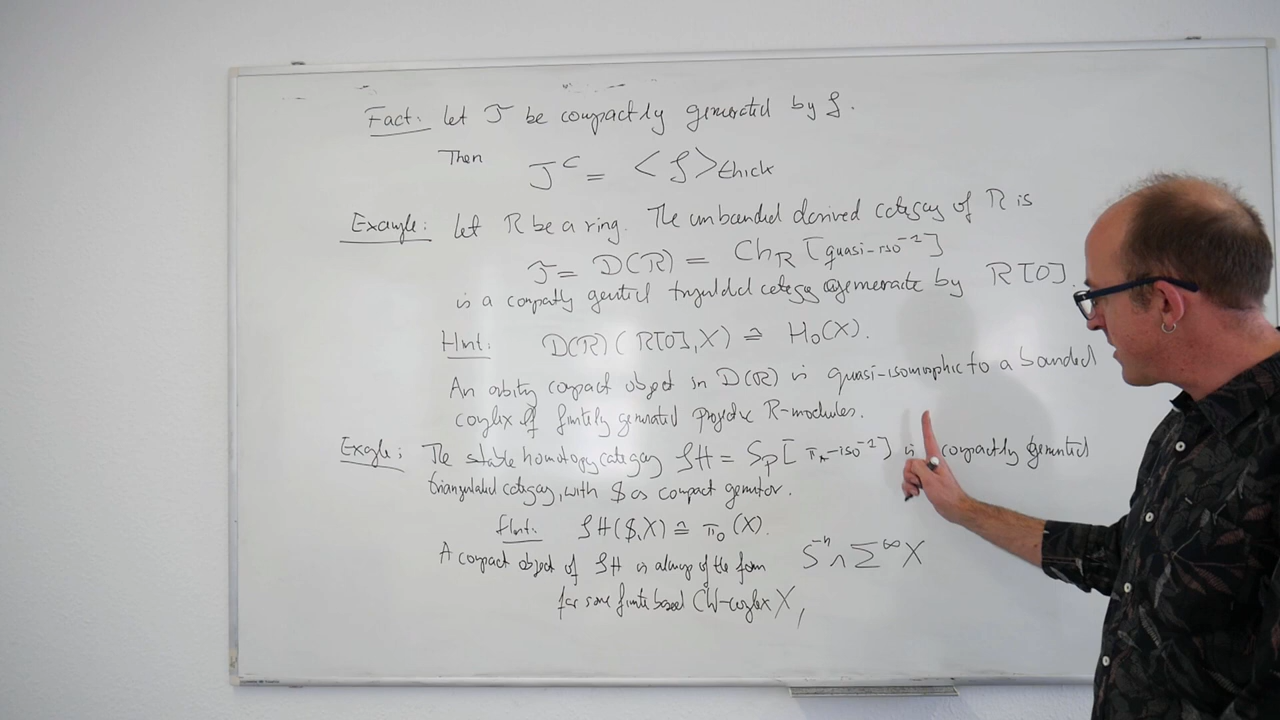 Fact: let 𝒯 be compactly generated by 𝒮.
Then 𝒯^c = <𝒮>_thick
Example: let R be a ring. The unbounded derived category of R is
𝒯 = D(R) = Ch_R [quasi-iso^-1]
is a compactly generated triangulated category generated by R[0].
Hint: D(R)(R[0],X) ≅ H_0(X).
An arbitrary compact object in D(R) is quasi-isomorphic to a bounded
complex of finitely generated projective R-modules.
Example: The stable homotopy category 𝒮H = Sp[π_*-iso^-1] is compactly generated
triangulated category, with $ as compact generator.
Hint: 𝒮H($,X) ≅ π_0(X).
A compact object of 𝒮H is always of the form S^-n ∧ Σ^∞ X
for some finite based CW-complex X,